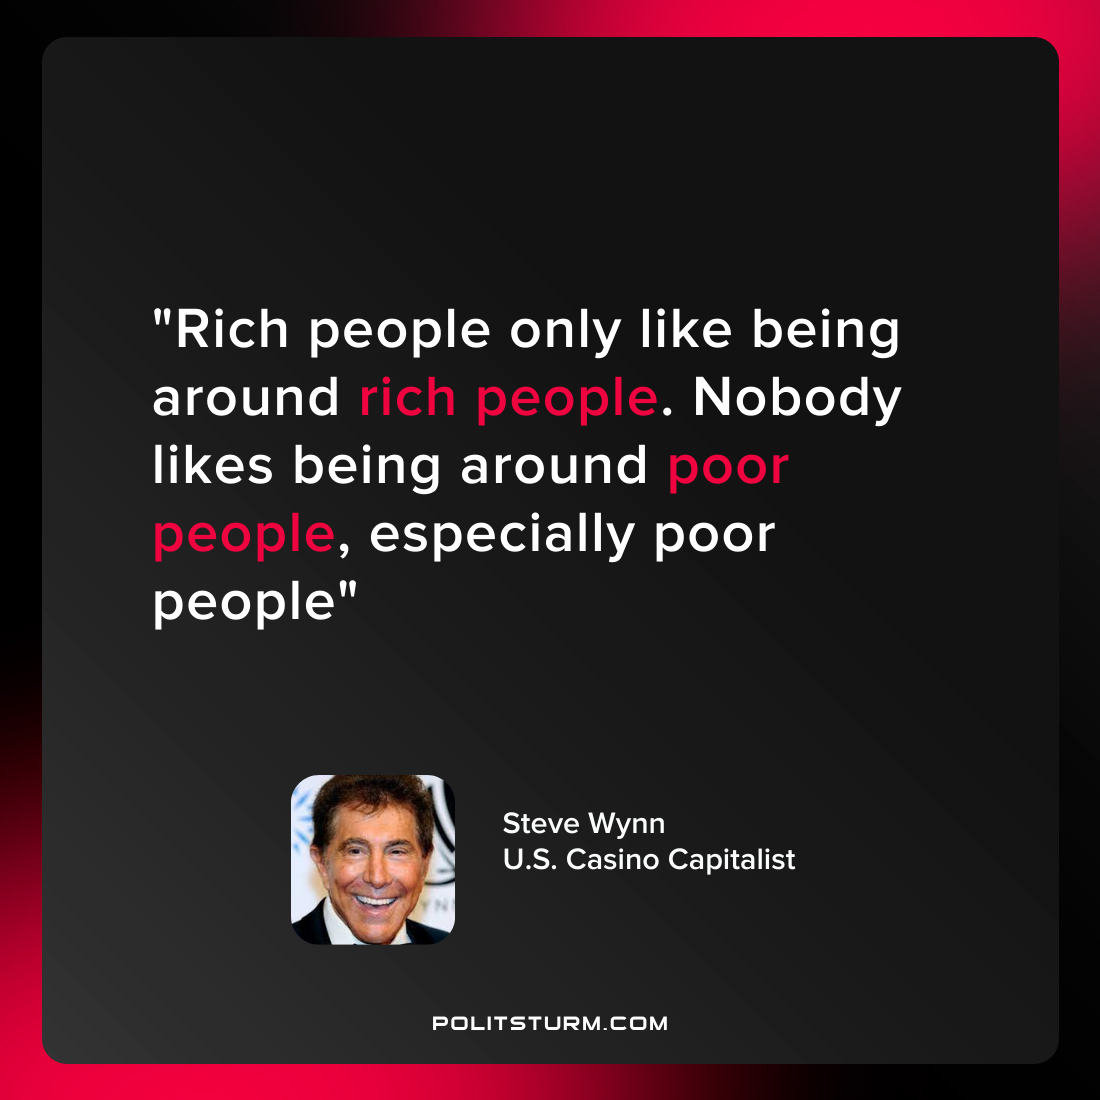 "Rich people only like being
around rich people. Nobody
likes being around poor
people, especially poor
people"
Steve Wynn
U.S. Casino Capitalist
POLITSTURM.COM